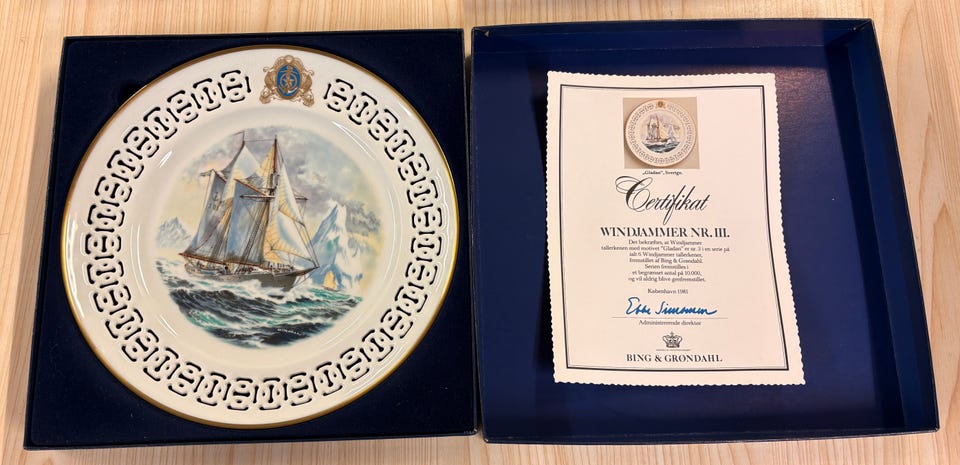 „Gladan", Sverige.
Certifikat
WINDJAMMER NR. III.
Det bekræftes, at Windjammer
tallerkenen med motivet "Gladan" er nr. 3 i en serie på
ialt 6 Windjammer tallerkener,
fremstillet af Bing & Grøndahl.
Serien fremstilles i
et begrænset antal på 10.000,
og vil aldrig blive genfremstillet.
København 1981
Administrerende direktør
BING & GRØNDAHL